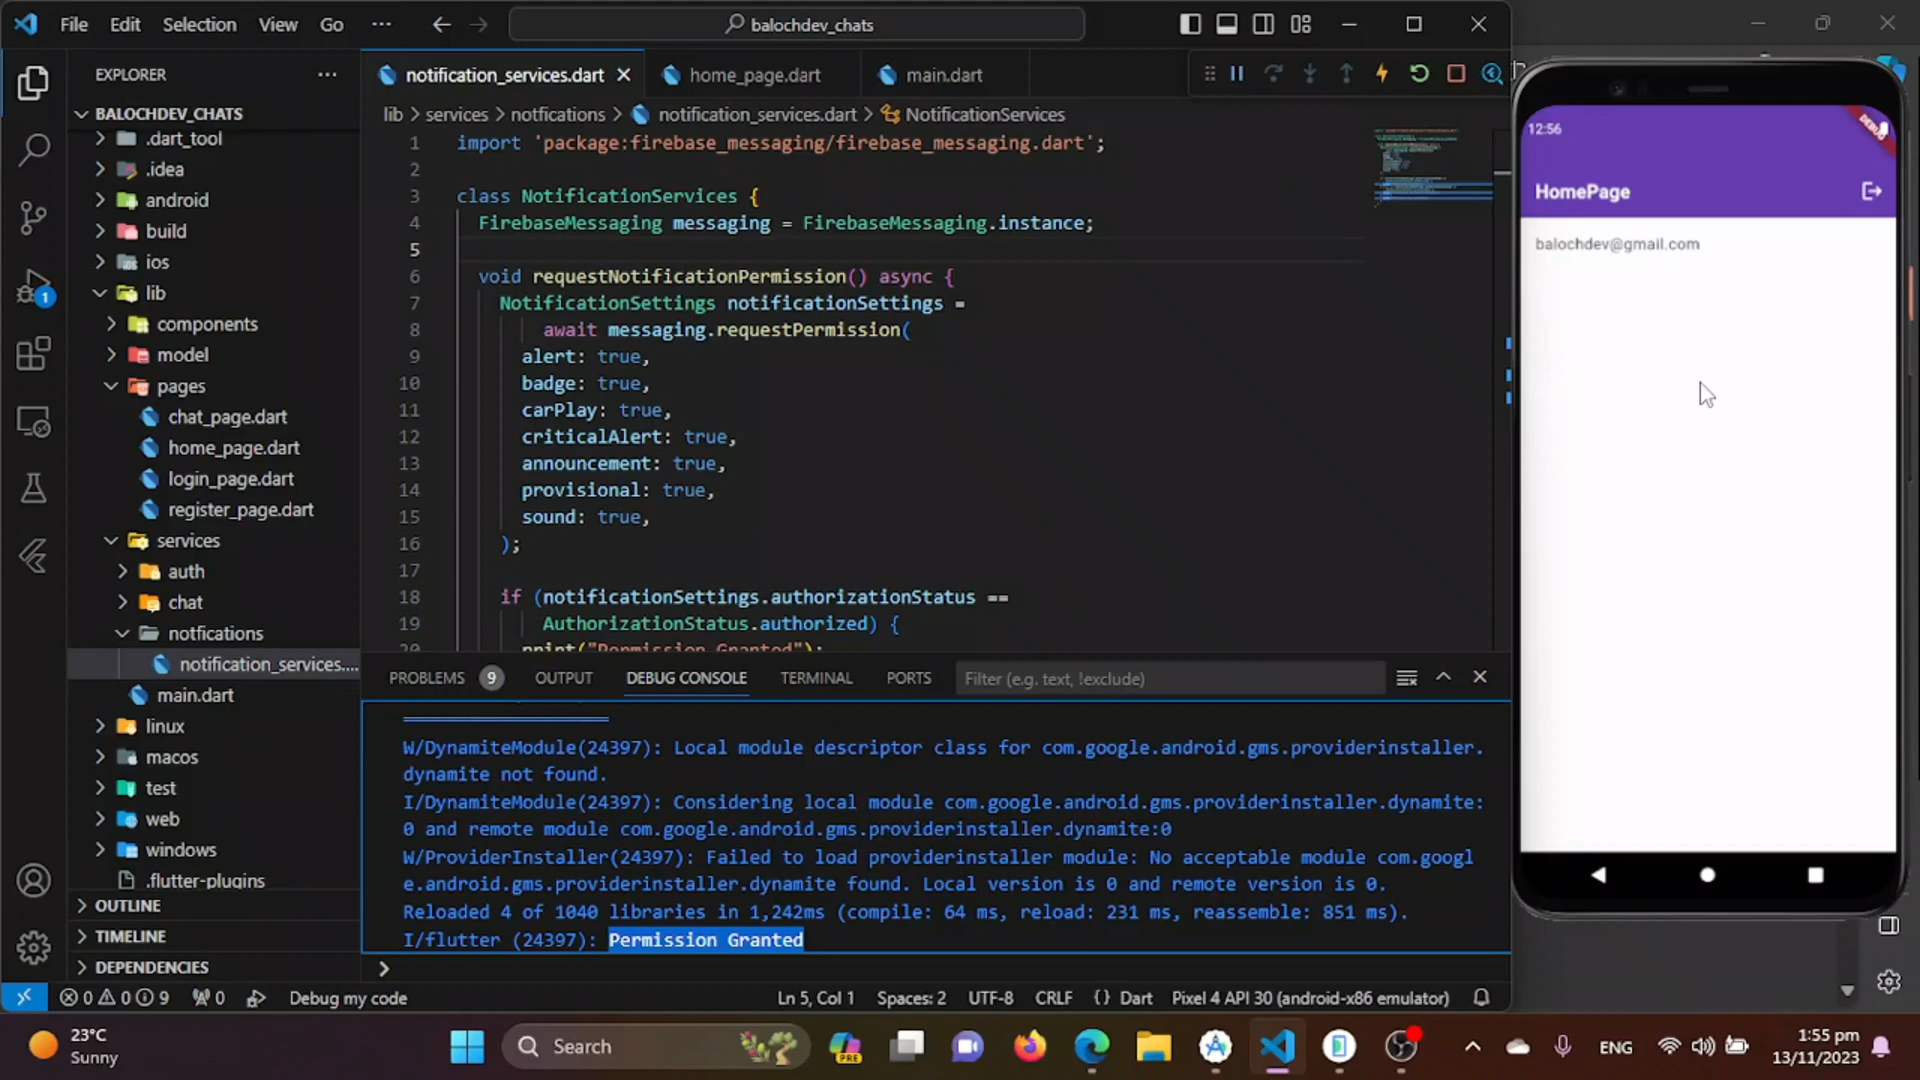 File Edit Selection View Go ··· balochdev_chats
EXPLORER ···
BALOCHDEV_CHATS
.dart_tool
.idea
android
build
ios
lib
components
model
pages
chat_page.dart
home_page.dart
login_page.dart
register_page.dart
services
auth
chat
notfications
notification_services....
main.dart
linux
macos
test
web
windows
.flutter-plugins
OUTLINE
TIMELINE
DEPENDENCIES
1
notification_services.dart home_page.dart main.dart
lib > services > notfications > notification_services.dart > NotificationServices
1 import 'package:firebase_messaging/firebase_messaging.dart';
2
3 class NotificationServices {
4 FirebaseMessaging messaging = FirebaseMessaging.instance;
5
6 void requestNotificationPermission() async {
7 NotificationSettings notificationSettings =
8 await messaging.requestPermission(
9 alert: true,
10 badge: true,
11 carPlay: true,
12 criticalAlert: true,
13 announcement: true,
14 provisional: true,
15 sound: true,
16 );
17
18 if (notificationSettings.authorizationStatus ==
19 AuthorizationStatus.authorized) {
20 print("Permission Granted");
PROBLEMS 9 OUTPUT DEBUG CONSOLE TERMINAL PORTS Filter (e.g. text, !exclude)
W/DynamiteModule(24397): Local module descriptor class for com.google.android.gms.providerinstaller.
dynamite not found.
I/DynamiteModule(24397): Considering local module com.google.android.gms.providerinstaller.dynamite:
0 and remote module com.google.android.gms.providerinstaller.dynamite:0
W/ProviderInstaller(24397): Failed to load providerinstaller module: No acceptable module com.googl
e.android.gms.providerinstaller.dynamite found. Local version is 0 and remote version is 0.
Reloaded 4 of 1040 libraries in 1,242ms (compile: 64 ms, reload: 231 ms, reassemble: 851 ms).
I/flutter (24397): Permission Granted
0 0 9 0 Debug my code Ln 5, Col 1 Spaces: 2 UTF-8 CRLF {} Dart Pixel 4 API 30 (android-x86 emulator)
12:56
DEBUG
HomePage
balochdev@gmail.com
23°C
Sunny
Search
PRE
ENG
1:55 pm
13/11/2023